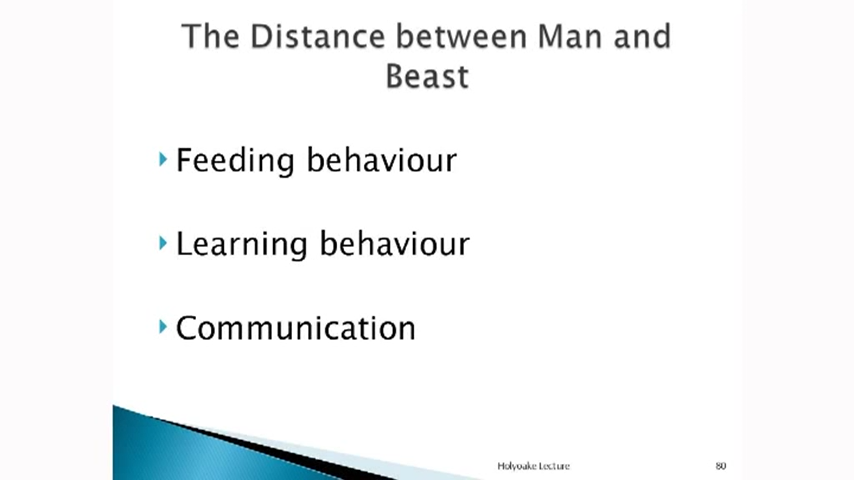 The Distance between Man and
Beast
Feeding behaviour
Learning behaviour
Communication
Holyoake Lecture
80